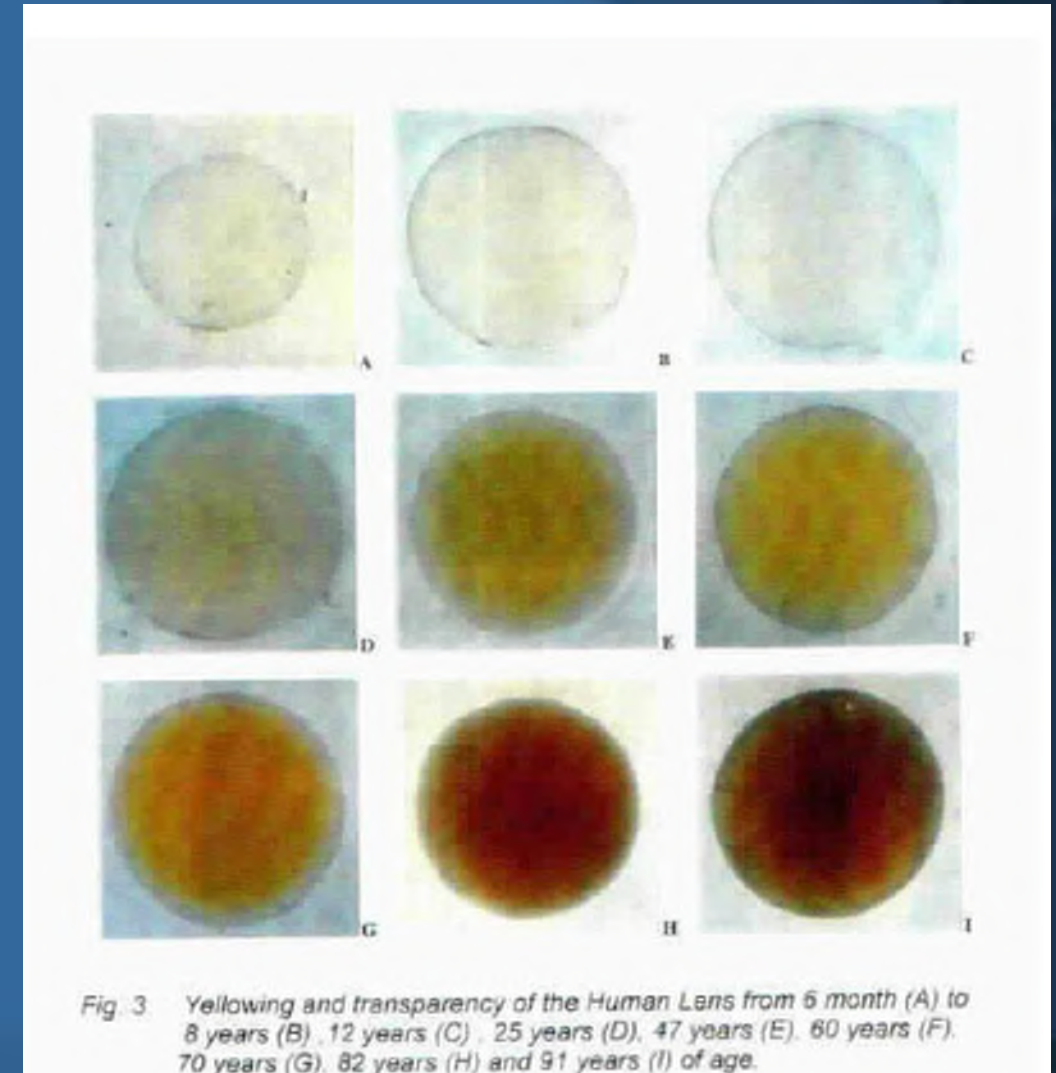 A
B
C
D
E
F
G
H
I
Fig. 3 Yellowing and transparency of the Human Lens from 6 month (A) to
8 years (B) , 12 years (C) , 25 years (D), 47 years (E), 60 years (F),
70 years (G), 82 years (H) and 91 years (I) of age.